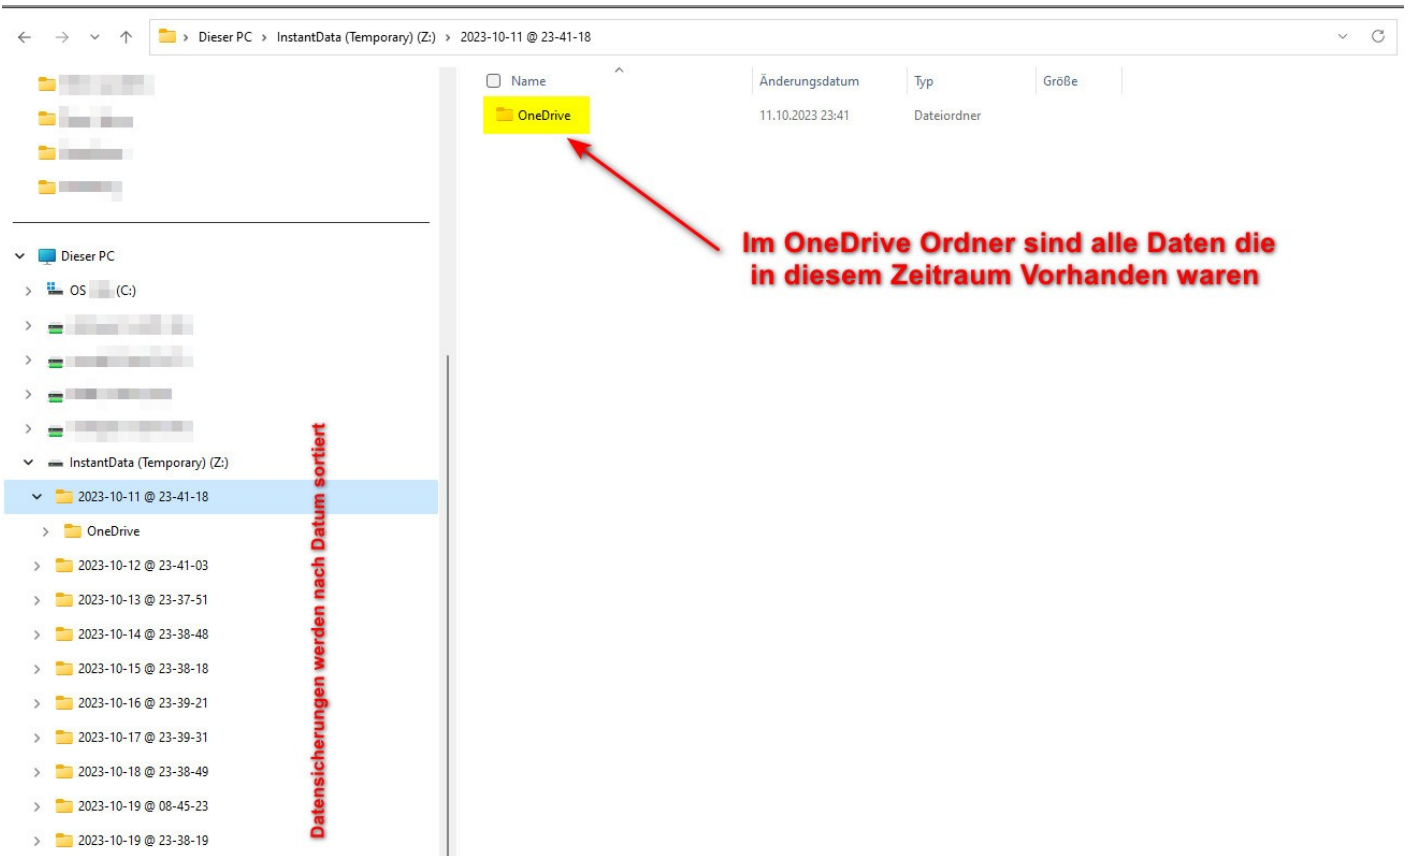 Dieser PC > InstantData (Temporary) (Z:) > 2023-10-11 @ 23-41-18
Name Änderungsdatum Typ Größe
OneDrive 11.10.2023 23:41 Dateiordner
Im OneDrive Ordner sind alle Daten die
in diesem Zeitraum Vorhanden waren
Dieser PC
OS (C:)
InstantData (Temporary) (Z:)
2023-10-11 @ 23-41-18
OneDrive
2023-10-12 @ 23-41-03
2023-10-13 @ 23-37-51
2023-10-14 @ 23-38-48
2023-10-15 @ 23-38-18
2023-10-16 @ 23-39-21
2023-10-17 @ 23-39-31
2023-10-18 @ 23-38-49
2023-10-19 @ 08-45-23
2023-10-19 @ 23-38-19
Datensicherungen werden nach Datum sortiert